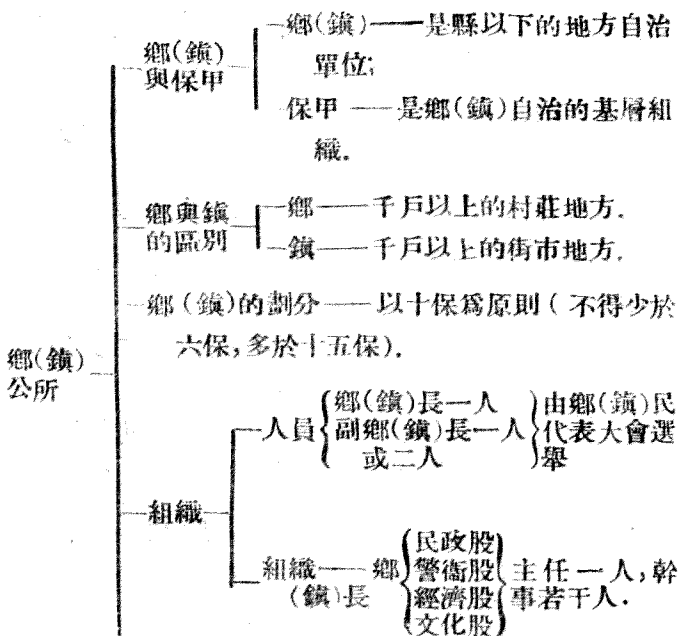 鄉(鎮)公所
鄉(鎮)與保甲
鄉(鎮)——是縣以下的地方自治
單位;
保甲——是鄉(鎮)自治的基層組
織.
鄉與鎮的區別
鄉——千戶以上的村莊地方.
鎮——千戶以上的街市地方.
鄉(鎮)的劃分——以十保爲原則(不得少於
六保,多於十五保).
組織
人員
鄉(鎮)長一人
副鄉(鎮)長一人
或二人
由鄉(鎮)民
代表大會選
舉
組織——鄉
(鎮)長
民政股
警衞股
經濟股
文化股
主任一人,幹
事若干人.